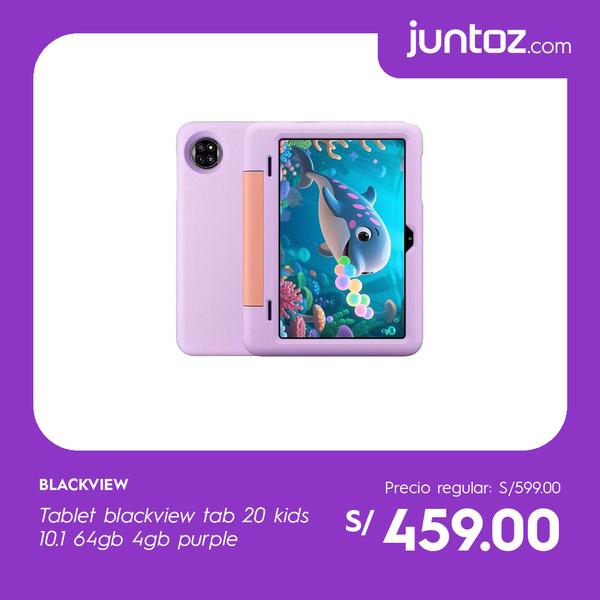 juntoz.com
BLACKVIEW
Tablet blackview tab 20 kids
10.1 64gb 4gb purple
Precio regular: S/599.00
S/ 459.00